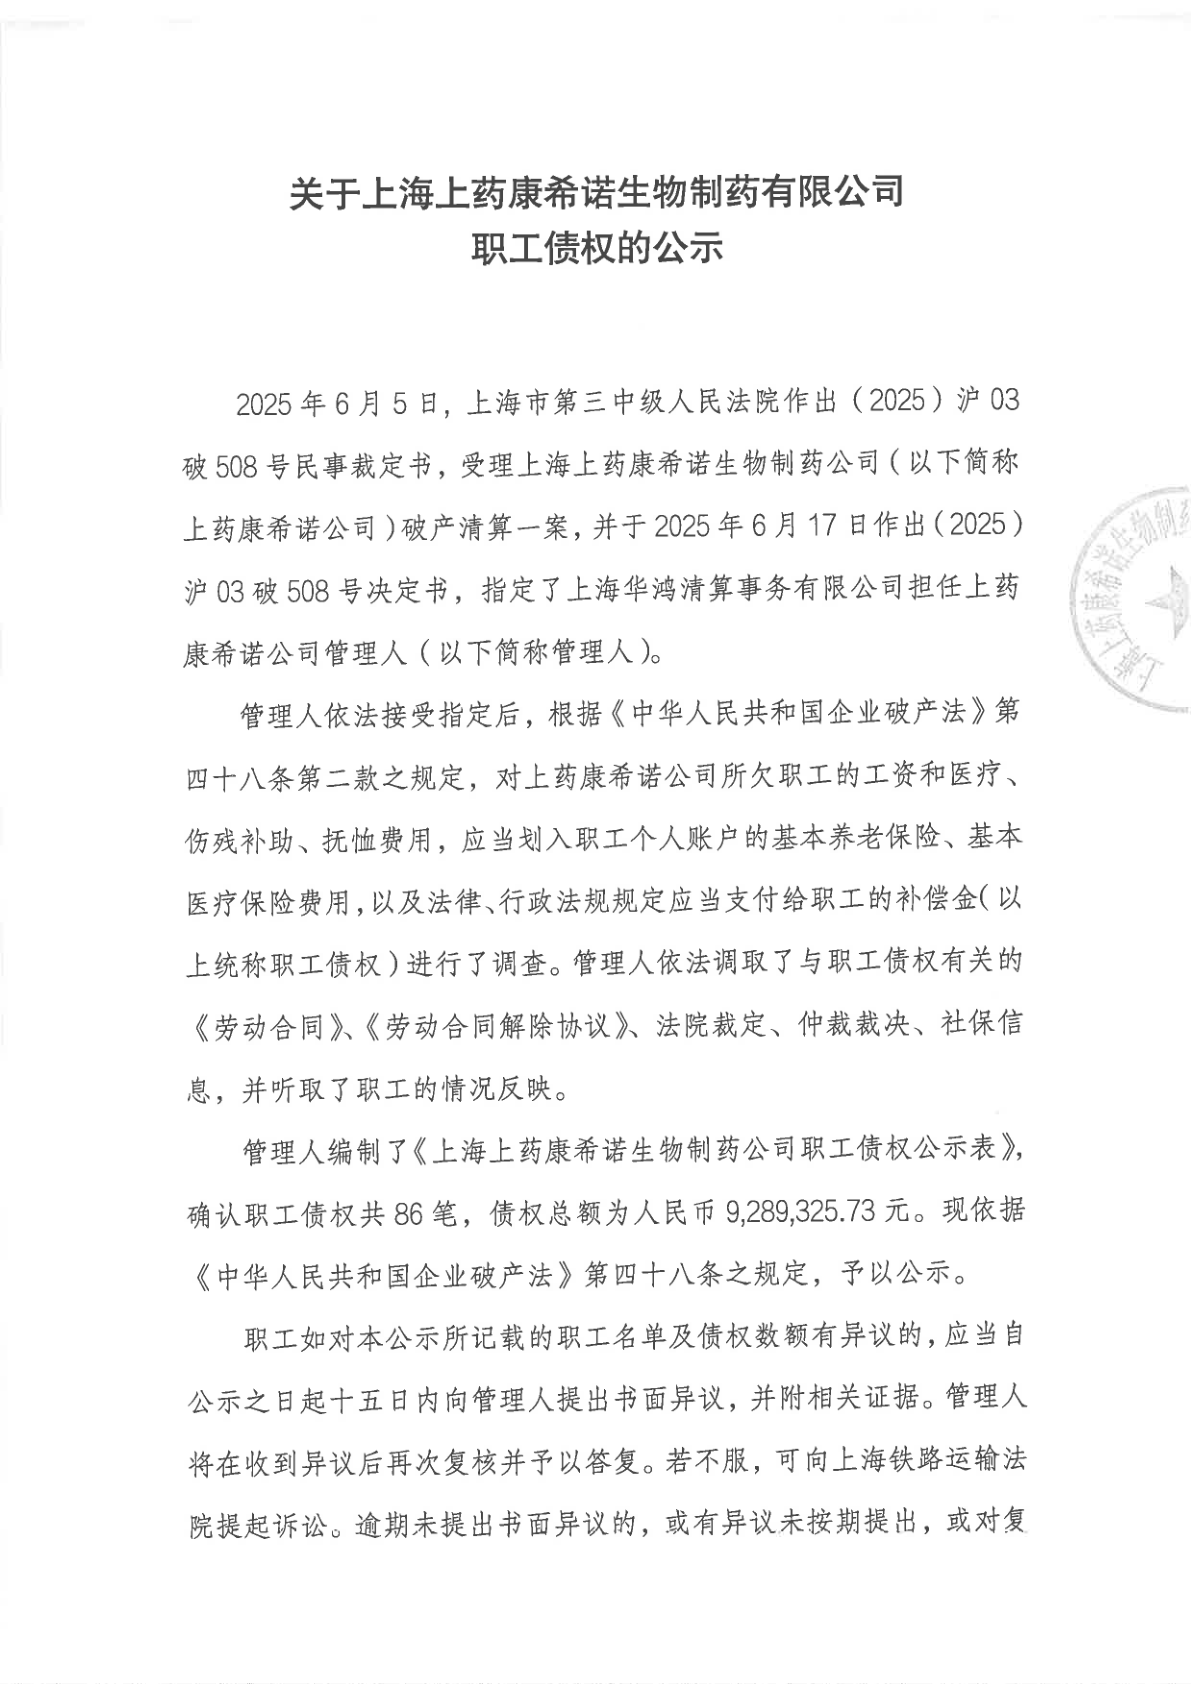 关于上海上药康希诺生物制药有限公司
职工债权的公示
2025年6月5日，上海市第三中级人民法院作出（2025）沪03
破508号民事裁定书，受理上海上药康希诺生物制药公司（以下简称
上药康希诺公司）破产清算一案，并于2025年6月17日作出（2025）
沪03破508号决定书，指定了上海华鸿清算事务有限公司担任上药
康希诺公司管理人（以下简称管理人）。
管理人依法接受指定后，根据《中华人民共和国企业破产法》第
四十八条第二款之规定，对上药康希诺公司所欠职工的工资和医疗、
伤残补助、抚恤费用，应当划入职工个人账户的基本养老保险、基本
医疗保险费用，以及法律、行政法规规定应当支付给职工的补偿金（以
上统称职工债权）进行了调查。管理人依法调取了与职工债权有关的
《劳动合同》、《劳动合同解除协议》、法院裁定、仲裁裁决、社保信
息，并听取了职工的情况反映。
管理人编制了《上海上药康希诺生物制药公司职工债权公示表》，
确认职工债权共86笔，债权总额为人民币9,289,325.73元。现依据
《中华人民共和国企业破产法》第四十八条之规定，予以公示。
职工如对本公示所记载的职工名单及债权数额有异议的，应当自
公示之日起十五日内向管理人提出书面异议，并附相关证据。管理人
将在收到异议后再次复核并予以答复。若不服，可向上海铁路运输法
院提起诉讼。逾期未提出书面异议的，或有异议未按期提出，或对复
上海上药康希诺生物制药